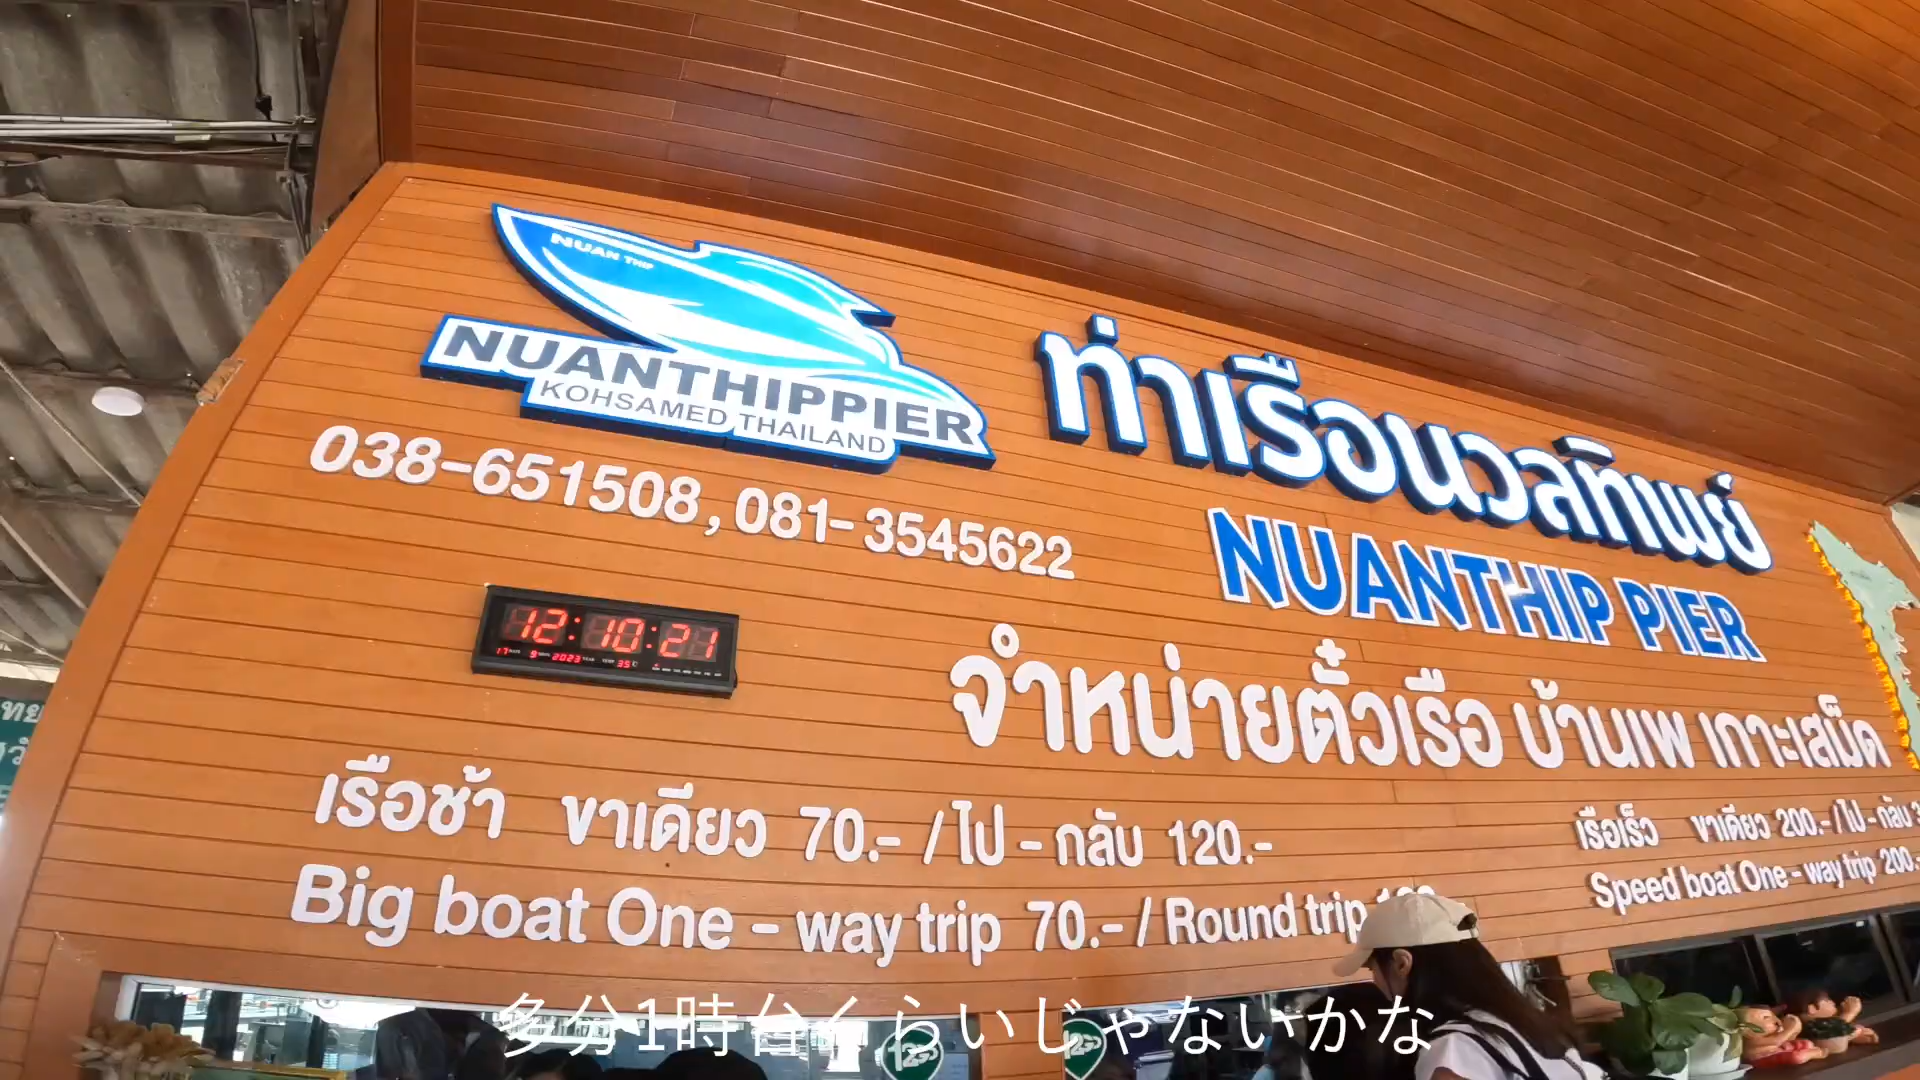 NUAN THIP
NUANTHIPPIER
KOHSAMED THAILAND
038-651508, 081-3545622
ท่าเรือนวลทิพย์
NUANTHIP PIER
12:10:21
17 9 2023 35
จำหน่ายตั๋วเรือ บ้านเพ เกาะเสม็ด
เรือช้า ขาเดียว 70.- / ไป - กลับ 120.-
Big boat One - way trip 70.- / Round trip
เรือเร็ว ขาเดียว 200.- / ไป - กลับ
Speed boat One - way trip 200.-
多分1時台くらいじゃないかな